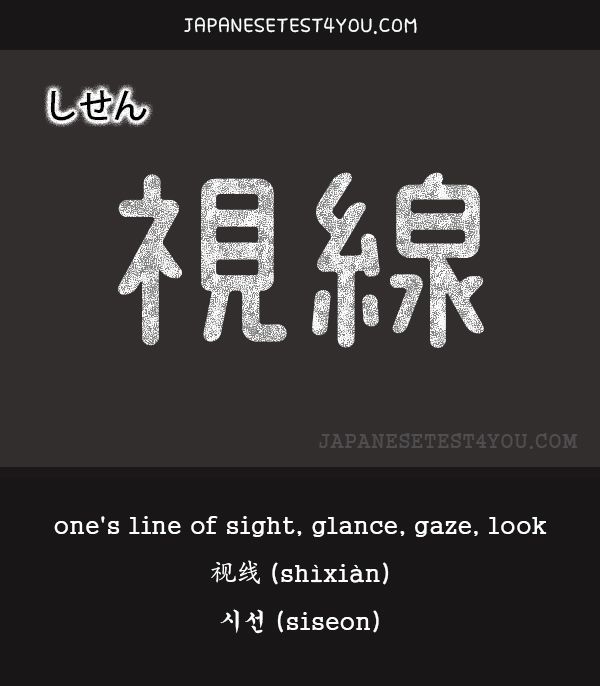 JAPANESETEST4YOU.COM
しせん
視線
JAPANESETEST4YOU.COM
one's line of sight, glance, gaze, look
视线 (shìxiàn)
시선 (siseon)